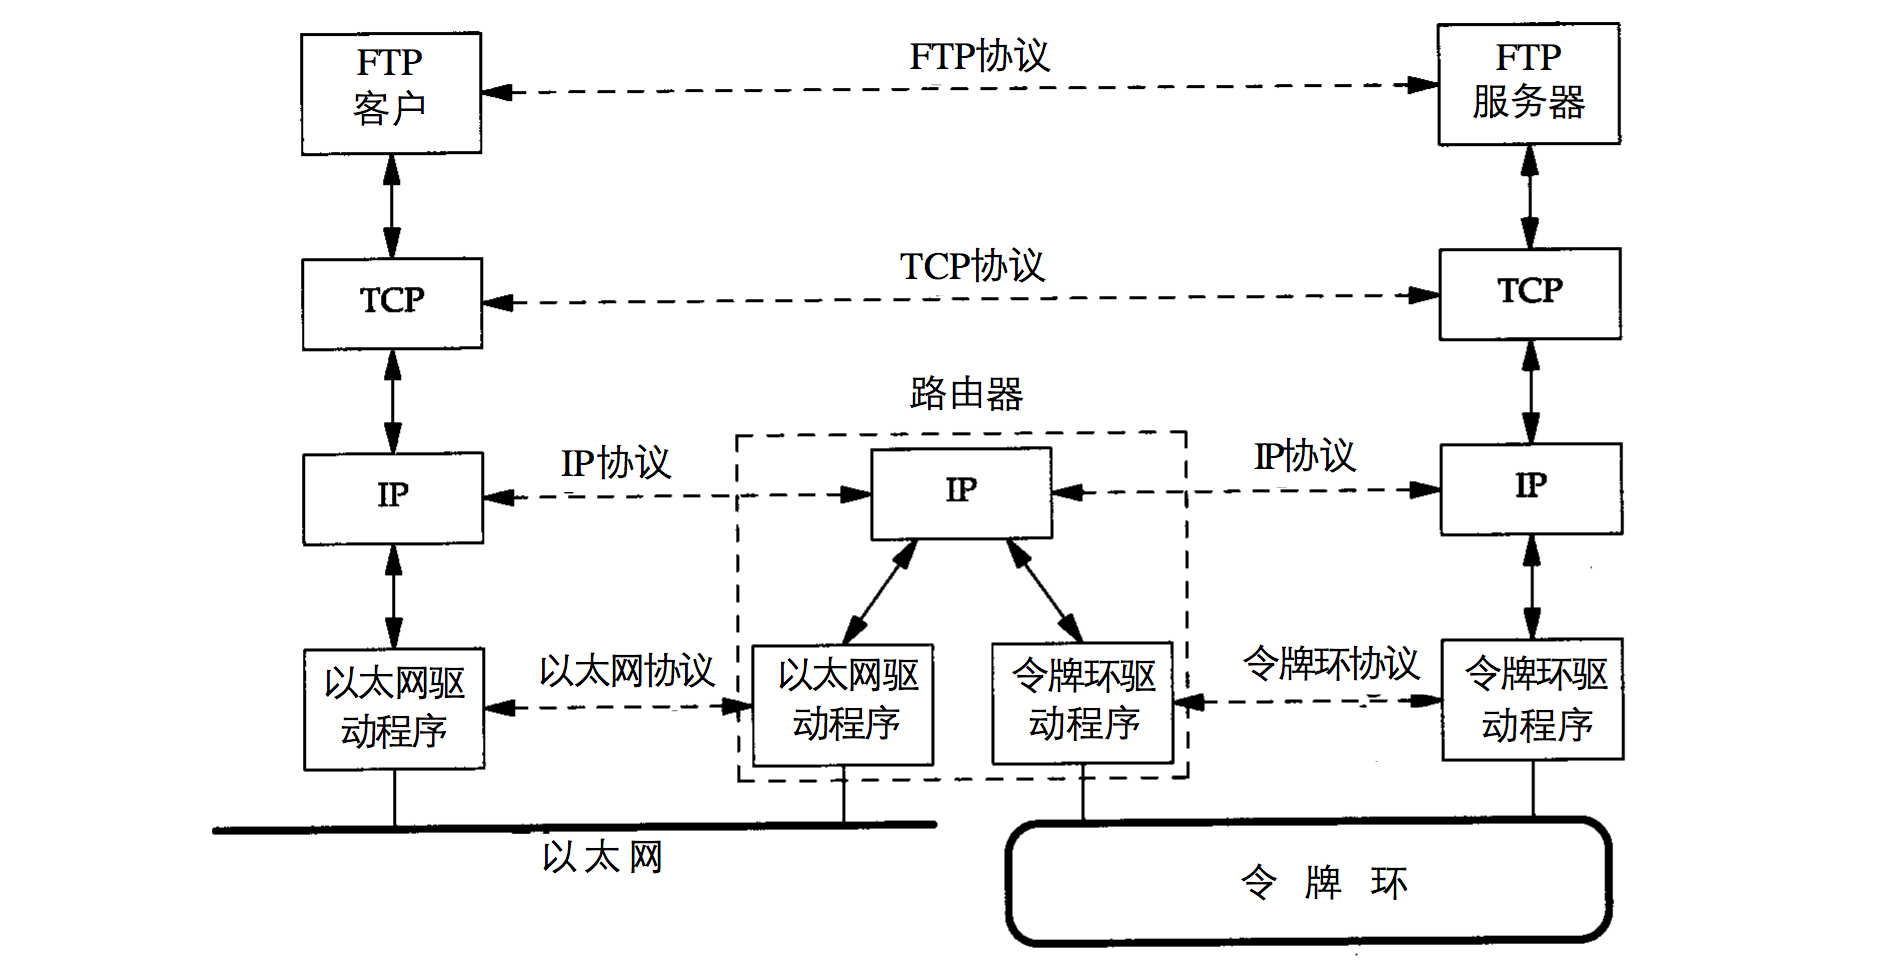 FTP
客户
FTP协议
FTP
服务器
TCP
TCP协议
TCP
路由器
IP
IP协议
IP
IP协议
IP
以太网驱
动程序
以太网协议
以太网驱
动程序
令牌环驱
动程序
令牌环协议
令牌环驱
动程序
以太网
令牌环